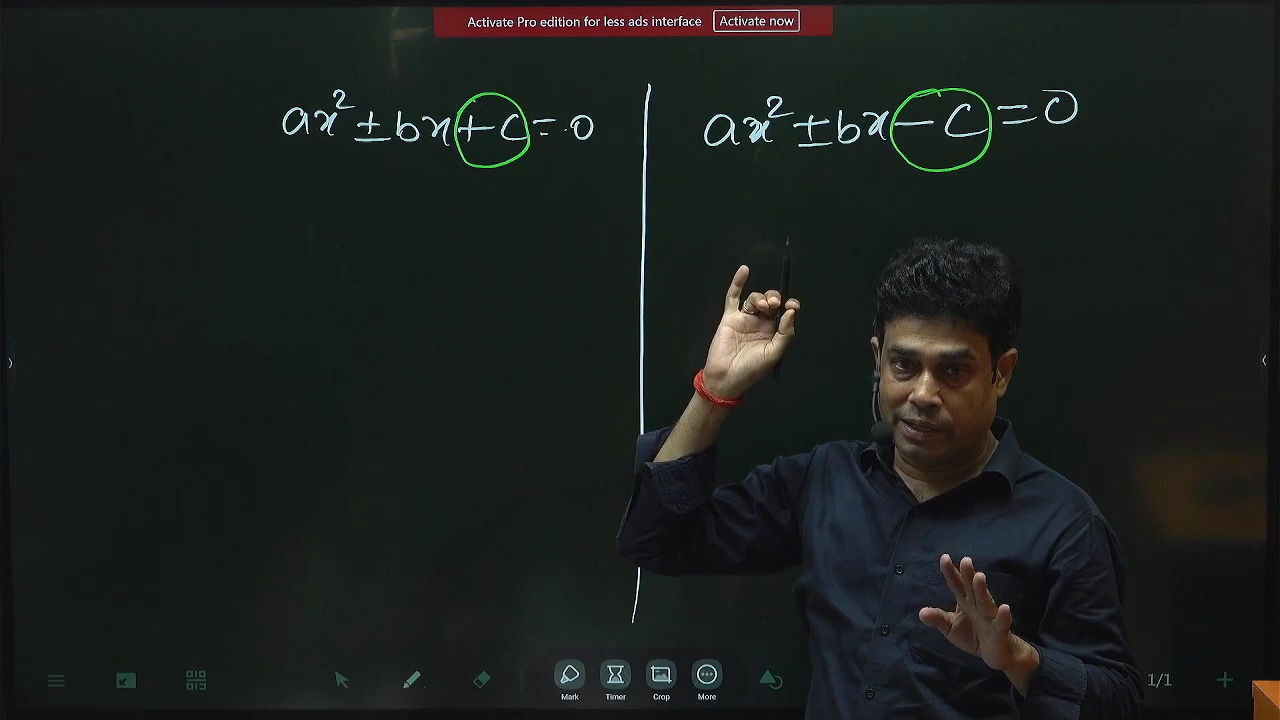 Activate Pro edition for less ads interface Activate now
ax² ± bx + c = 0
ax² ± bx - c = 0
Mark Timer Crop More
1/1